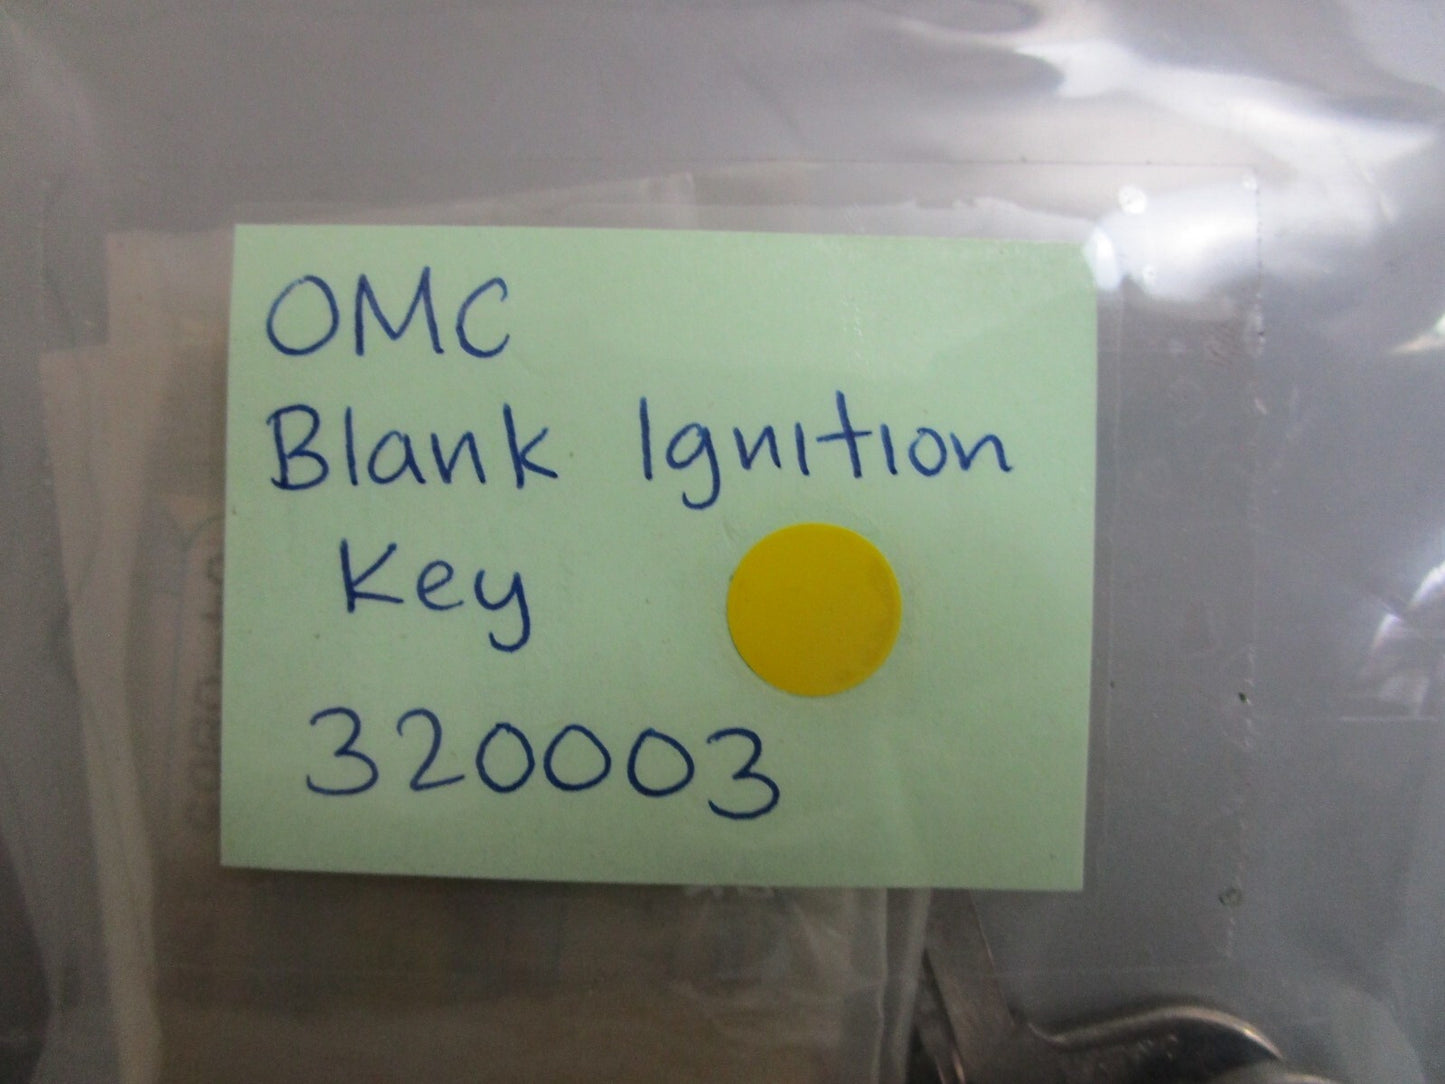 OMC
Blank Ignition
Key
320003